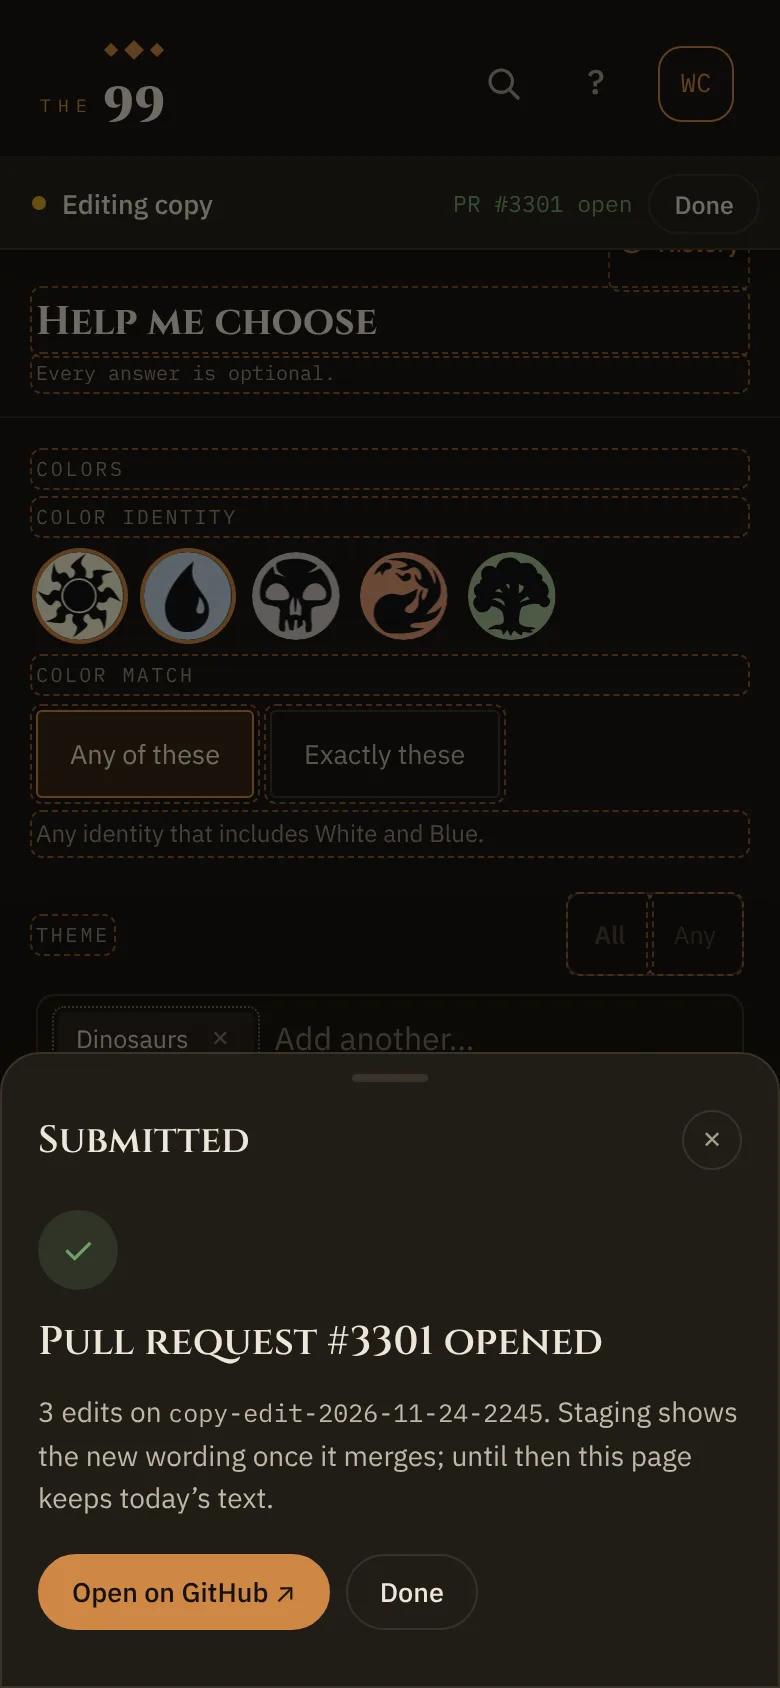 THE 99
?
WC
Editing copy
PR #3301 open
Done
History
Help me choose
Every answer is optional.
COLORS
COLOR IDENTITY
COLOR MATCH
Any of these
Exactly these
Any identity that includes White and Blue.
THEME
All
Any
Dinosaurs ×
Add another...
Submitted
×
Pull request #3301 opened
3 edits on copy-edit-2026-11-24-2245. Staging shows
the new wording once it merges; until then this page
keeps today’s text.
Open on GitHub ↗
Done